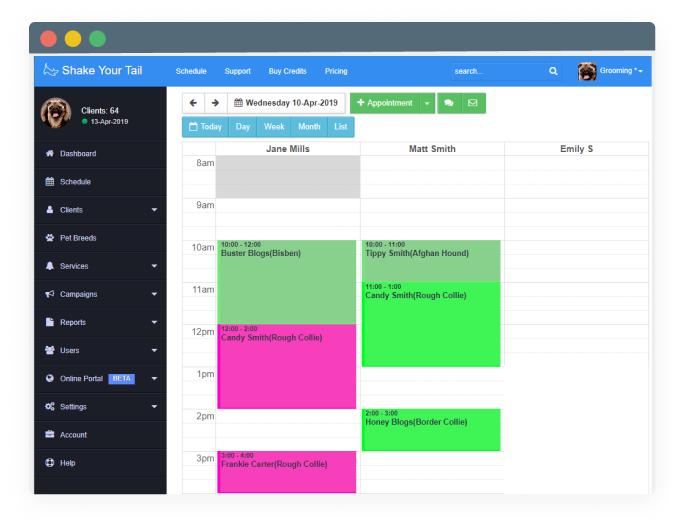 Shake Your Tail
Schedule Support Buy Credits Pricing search... Grooming *
Clients: 64
13-Apr-2019
Dashboard
Schedule
Clients
Pet Breeds
Services
Campaigns
Reports
Users
Online Portal BETA
Settings
Account
Help
Wednesday 10-Apr-2019 Appointment
Today Day Week Month List
Jane Mills Matt Smith Emily S
8am
9am
10am
10:00 - 12:00
Buster Blogs(Bisben)
10:00 - 11:00
Tippy Smith(Afghan Hound)
11am
11:00 - 1:00
Candy Smith(Rough Collie)
12pm
12:00 - 2:00
Candy Smith(Rough Collie)
1pm
2pm
2:00 - 3:00
Honey Blogs(Border Collie)
3pm
3:00 - 4:00
Frankie Carter(Rough Collie)